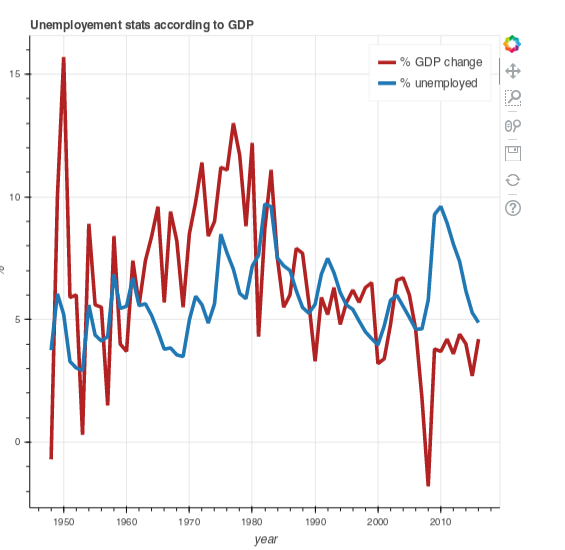 Unemployement stats according to GDP
% GDP change
% unemployed
15
10
5
0
%
1950 1960 1970 1980 1990 2000 2010
year